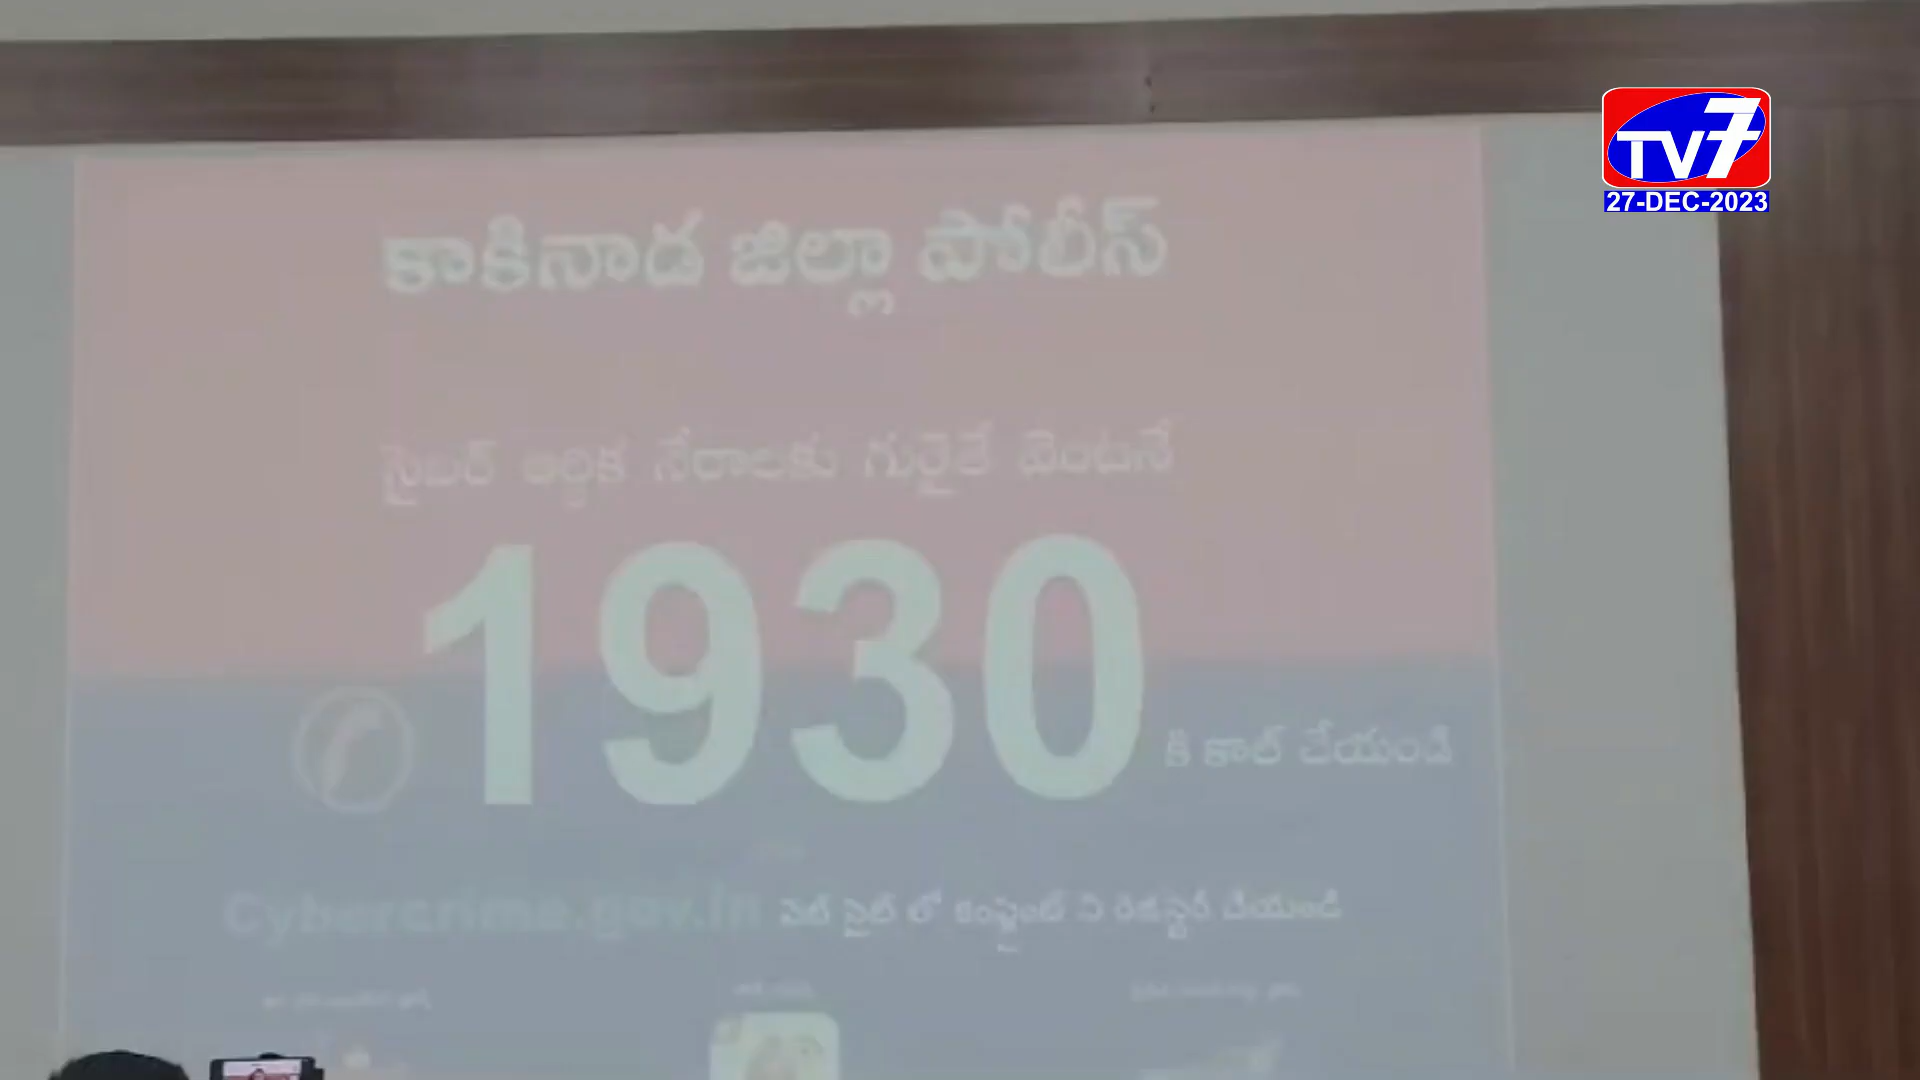 TV7
27-DEC-2023
కాకినాడ జిల్లా పోలీస్
సైబర్ ఆర్థిక నేరాలకు గురైతే వెంటనే
1930
కి కాల్ చేయండి
Cybercrime.gov.in వెబ్ సైట్ లో కంప్లైంట్ ని రిజిస్టర్ చేయండి